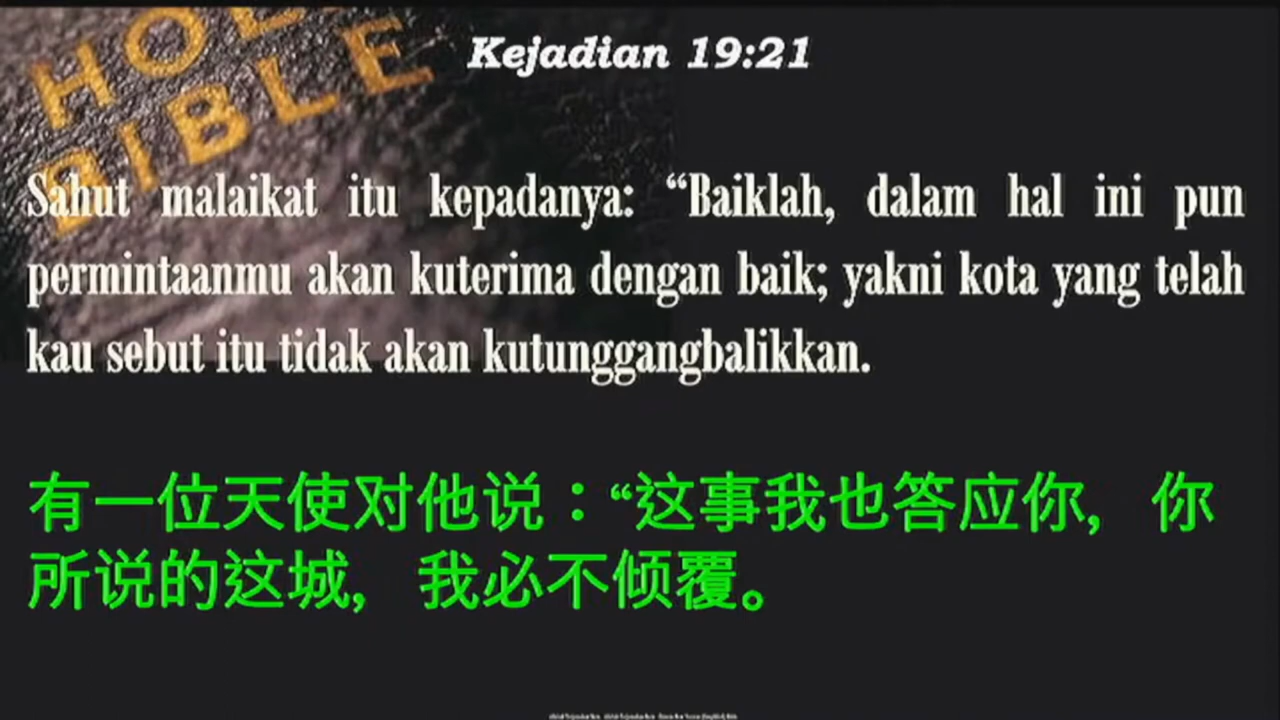 HOLY
BIBLE
Kejadian 19:21
Sahut malaikat itu kepadanya: “Baiklah, dalam hal ini pun
permintaanmu akan kuterima dengan baik; yakni kota yang telah
kau sebut itu tidak akan kutunggangbalikkan.
有一位天使对他说：“这事我也答应你, 你
所说的这城, 我必不倾覆。